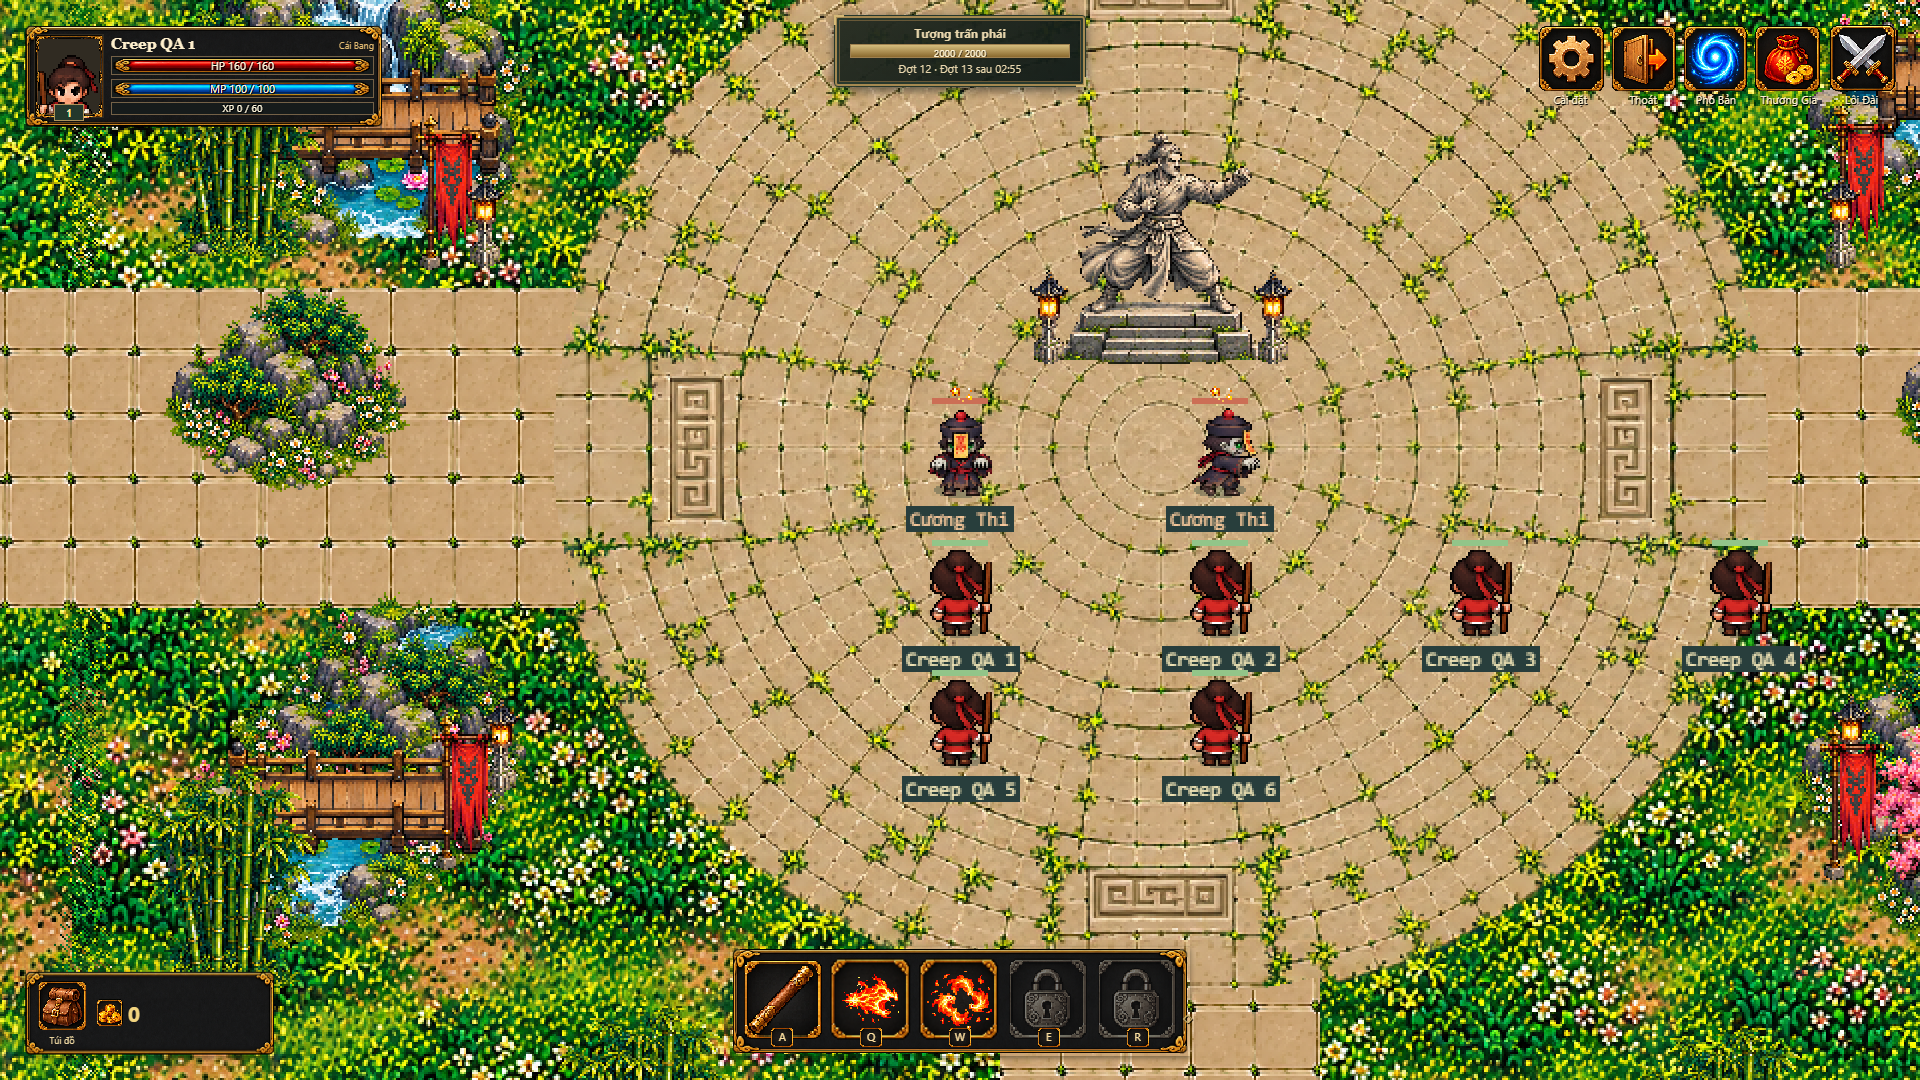 Creep QA 1
Cái Bang
HP 160 / 160
MP 100 / 100
XP 0 / 60
1
Tượng trấn phái
2000 / 2000
Đợt 12 · Đợt 13 sau 02:55
Cài đặt
Thoát
Phó Bản
Thương Gia
Lôi Đài
Cương Thi
Cương Thi
Creep QA 1
Creep QA 2
Creep QA 3
Creep QA 4
Creep QA 5
Creep QA 6
Túi đồ
0
A
Q
W
E
R